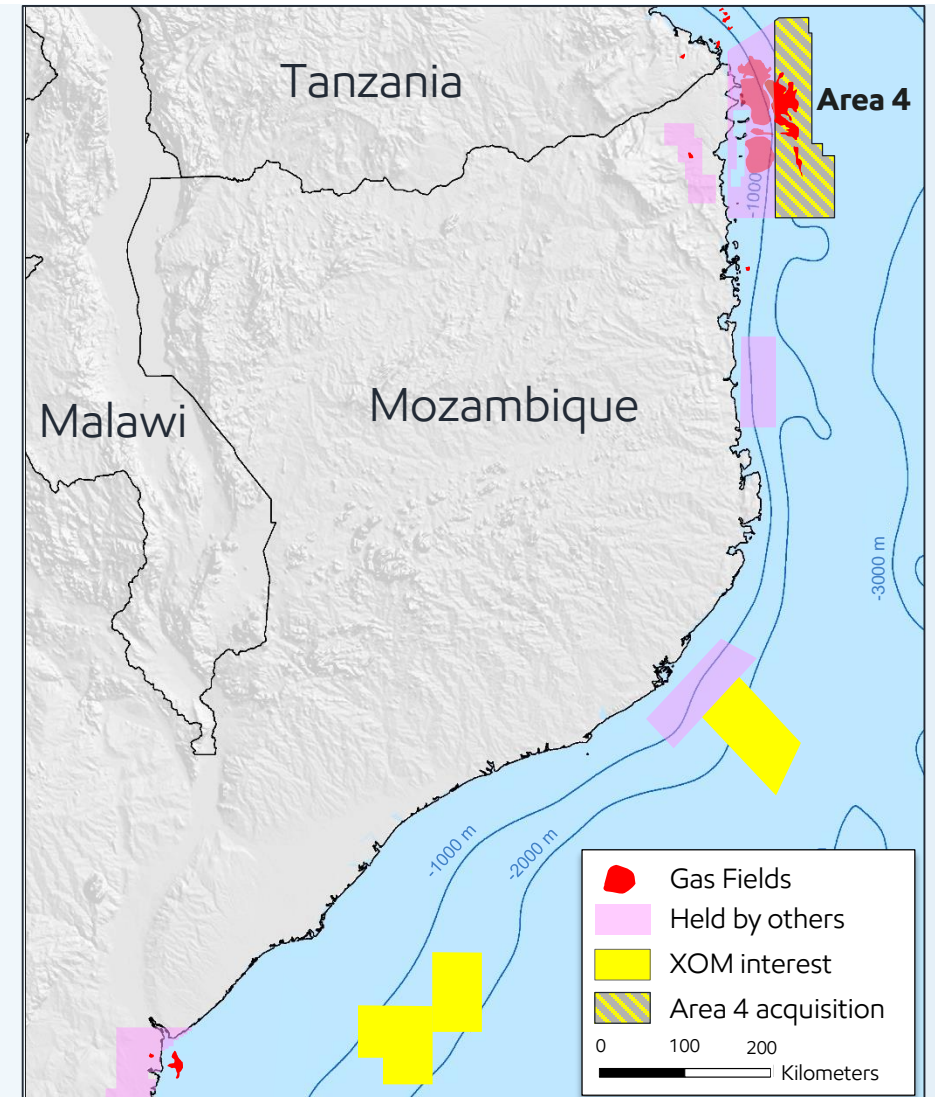 Tanzania
Area 4
-1000
Malawi
Mozambique
-3000 m
-1000 m
-2000 m
Gas Fields
Held by others
XOM interest
Area 4 acquisition
0 100 200
Kilometers